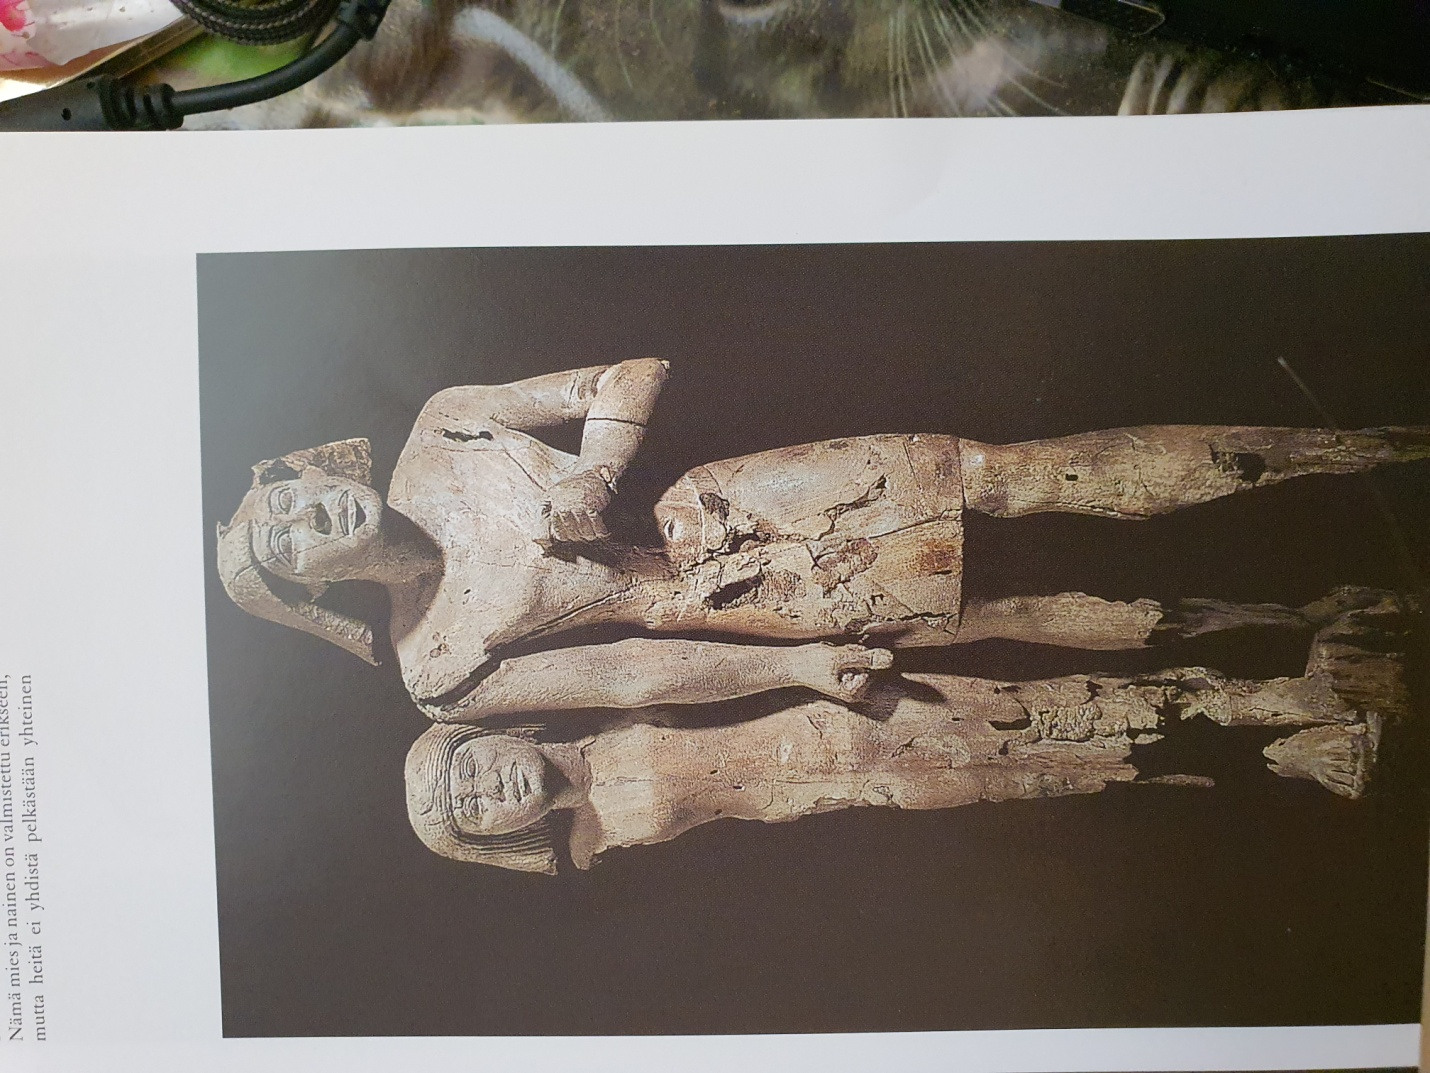 Nämä mies ja nainen on valmistettu erikseen,
mutta heitä ei yhdistä pelkästään yhteinen